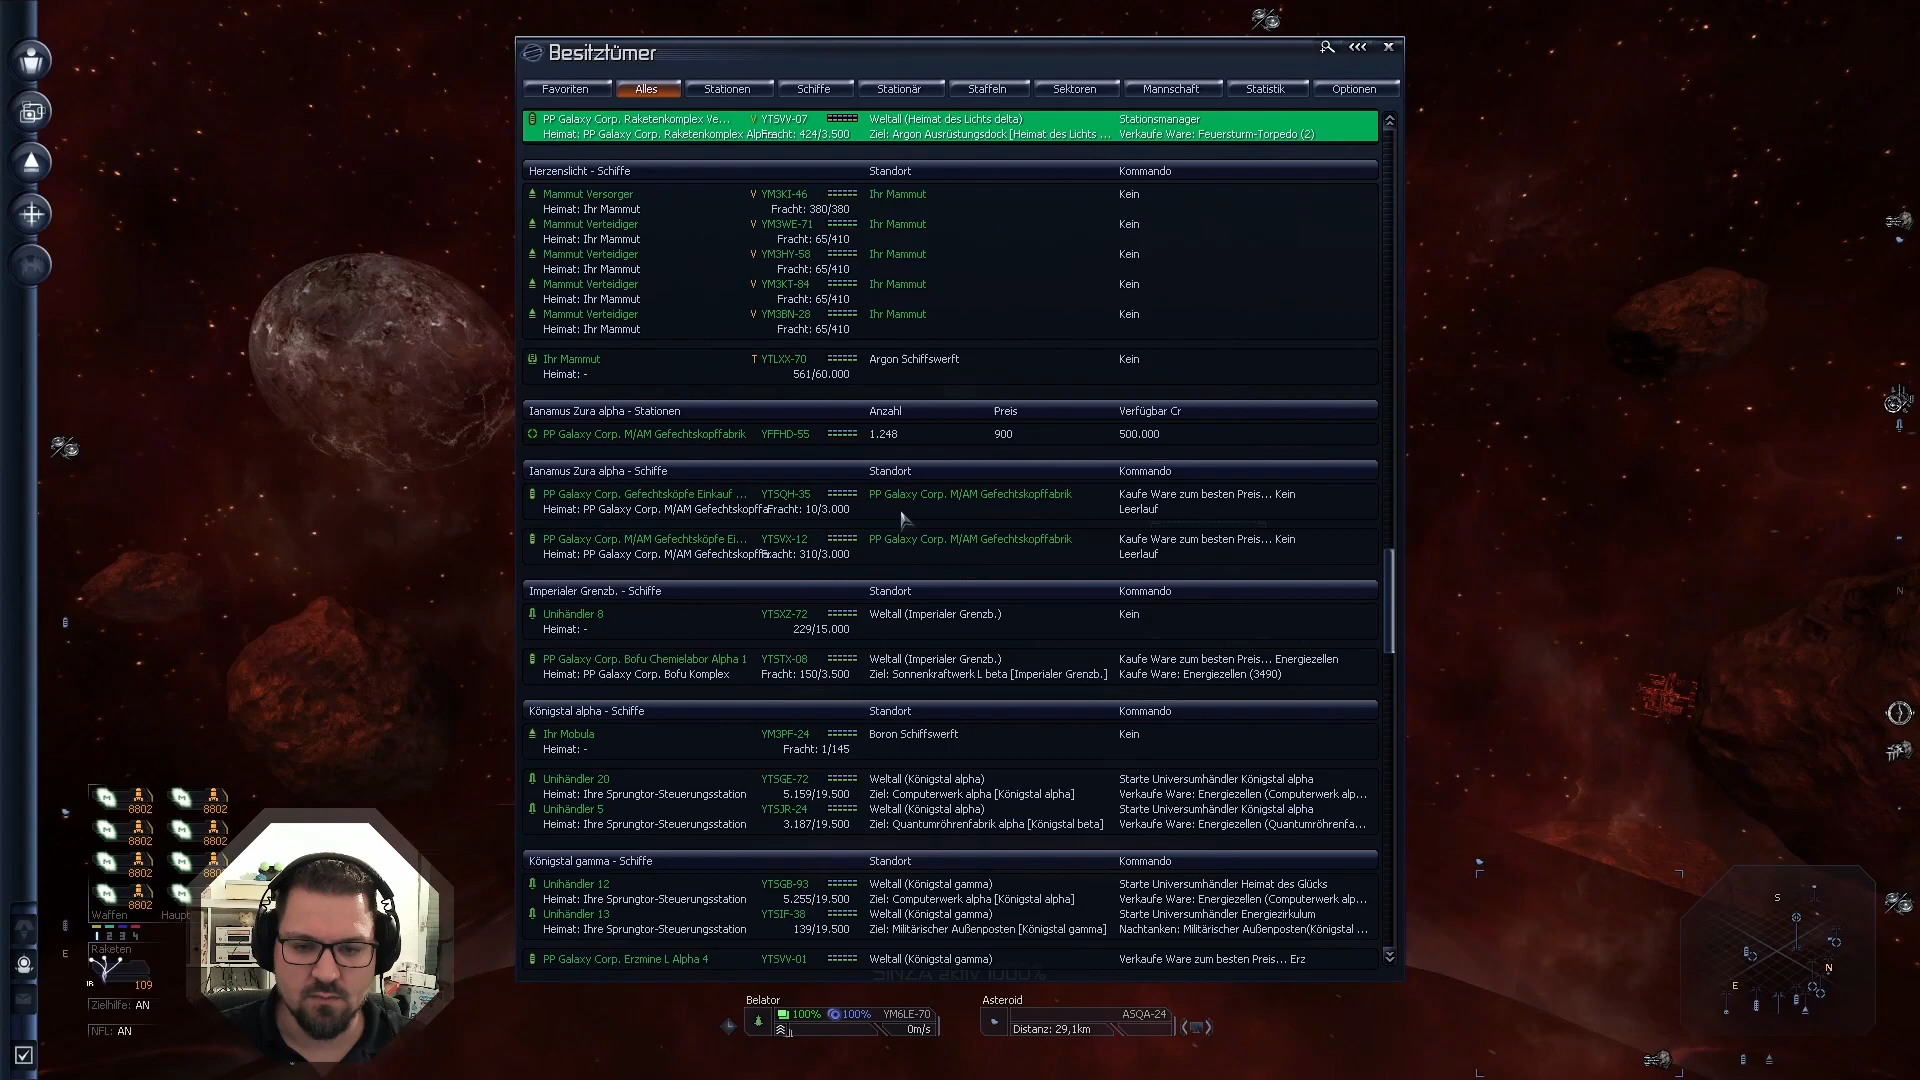 Besitztümer
Favoriten Alles Stationen Schiffe Stationär Staffeln Sektoren Mannschaft Statistik Optionen
PP Galaxy Corp. Raketenkomplex Ve... V YTSVV-07 Weltall (Heimat des Lichts delta) Stationsmanager
Heimat: PP Galaxy Corp. Raketenkomplex Alpha Fracht: 424/3.500 Ziel: Argon Ausrüstungsdock [Heimat des Lichts ... Verkaufe Ware: Feuersturm-Torpedo (2)
Herzenslicht - Schiffe Standort Kommando
Mammut Versorger V YM3KI-46 Ihr Mammut Kein
Heimat: Ihr Mammut Fracht: 380/380
Mammut Verteidiger V YM3WE-71 Ihr Mammut Kein
Heimat: Ihr Mammut Fracht: 65/410
Mammut Verteidiger V YM3HY-58 Ihr Mammut Kein
Heimat: Ihr Mammut Fracht: 65/410
Mammut Verteidiger V YM3KT-84 Ihr Mammut Kein
Heimat: Ihr Mammut Fracht: 65/410
Mammut Verteidiger V YM3BN-28 Ihr Mammut Kein
Heimat: Ihr Mammut Fracht: 65/410
Ihr Mammut T YTLXX-70 Argon Schiffswerft Kein
Heimat: - 561/60.000
Ianamus Zura alpha - Stationen Anzahl Preis Verfügbar Cr
PP Galaxy Corp. M/AM Gefechtskopffabrik YFFHD-55 1.248 900 500.000
Ianamus Zura alpha - Schiffe Standort Kommando
PP Galaxy Corp. Gefechtsköpfe Einkauf ... YTSQH-35 PP Galaxy Corp. M/AM Gefechtskopffabrik Kaufe Ware zum besten Preis... Kein
Heimat: PP Galaxy Corp. M/AM Gefechtskopffa Fracht: 10/3.000 Leerlauf
PP Galaxy Corp. M/AM Gefechtsköpfe Ei... YTSVX-12 PP Galaxy Corp. M/AM Gefechtskopffabrik Kaufe Ware zum besten Preis... Kein
Heimat: PP Galaxy Corp. M/AM Gefechtskopffa Fracht: 310/3.000 Leerlauf
Imperialer Grenzb. - Schiffe Standort Kommando
Unihändler 8 YTSXZ-72 Weltall (Imperialer Grenzb.) Kein
Heimat: - 229/15.000
PP Galaxy Corp. Bofu Chemielabor Alpha 1 YTSTX-08 Weltall (Imperialer Grenzb.) Kaufe Ware zum besten Preis... Energiezellen
Heimat: PP Galaxy Corp. Bofu Komplex Fracht: 150/3.500 Ziel: Sonnenkraftwerk L beta [Imperialer Grenzb.] Kaufe Ware: Energiezellen (3490)
Königstal alpha - Schiffe Standort Kommando
Ihr Mobula YM3PF-24 Boron Schiffswerft Kein
Heimat: - Fracht: 1/145
Unihändler 20 YTSGE-72 Weltall (Königstal alpha) Starte Universumhändler Königstal alpha
Heimat: Ihre Sprungtor-Steuerungsstation 5.159/19.500 Ziel: Computerwerk alpha [Königstal alpha] Verkaufe Ware: Energiezellen (Computerwerk alp...
Unihändler 5 YTSJR-24 Weltall (Königstal alpha) Starte Universumhändler Königstal alpha
Heimat: Ihre Sprungtor-Steuerungsstation 3.187/19.500 Ziel: Quantumröhrenfabrik alpha [Königstal beta] Verkaufe Ware: Energiezellen (Quantumröhrenfa...
Königstal gamma - Schiffe Standort Kommando
Unihändler 12 YTSGB-93 Weltall (Königstal gamma) Starte Universumhändler Heimat des Glücks
Heimat: Ihre Sprungtor-Steuerungsstation 5.255/19.500 Ziel: Computerwerk alpha [Königstal alpha] Verkaufe Ware: Energiezellen (Computerwerk alp...
Unihändler 13 YTSIF-38 Weltall (Königstal gamma) Starte Universumhändler Energiezirkulum
Heimat: Ihre Sprungtor-Steuerungsstation 139/19.500 Ziel: Militärischer Außenposten [Königstal gamma] Nachtanken: Militärischer Außenposten(Königstal ...
PP Galaxy Corp. Erzmine L Alpha 4 YTSVV-01 Weltall (Königstal gamma) Verkaufe Ware zum besten Preis... Erz
SINZA aktiv 1000%
8802 8802
8802 8802
8802 8802
8802
Waffen Haupt
1 2 3 4
Raketen
IR 109
Zielhilfe: AN
NFL: AN
Belator
100% 100% YM6LE-70
0m/s
Asteroid
ASQA-24
Distanz: 29,1km
E
N
S
N
E